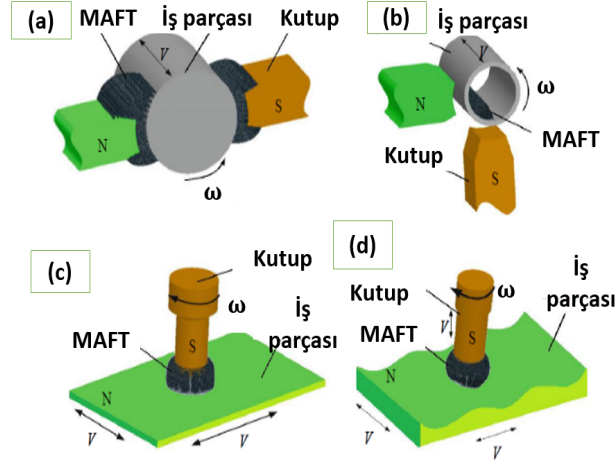 (a)
MAFT
İş parçası
Kutup
V
N
S
ω
(b)
İş parçası
V
ω
N
MAFT
Kutup
S
(c)
Kutup
ω
İş
parçası
MAFT
S
N
V
V
(d)
İş
parçası
Kutup
ω
V
MAFT
S
N
V
V